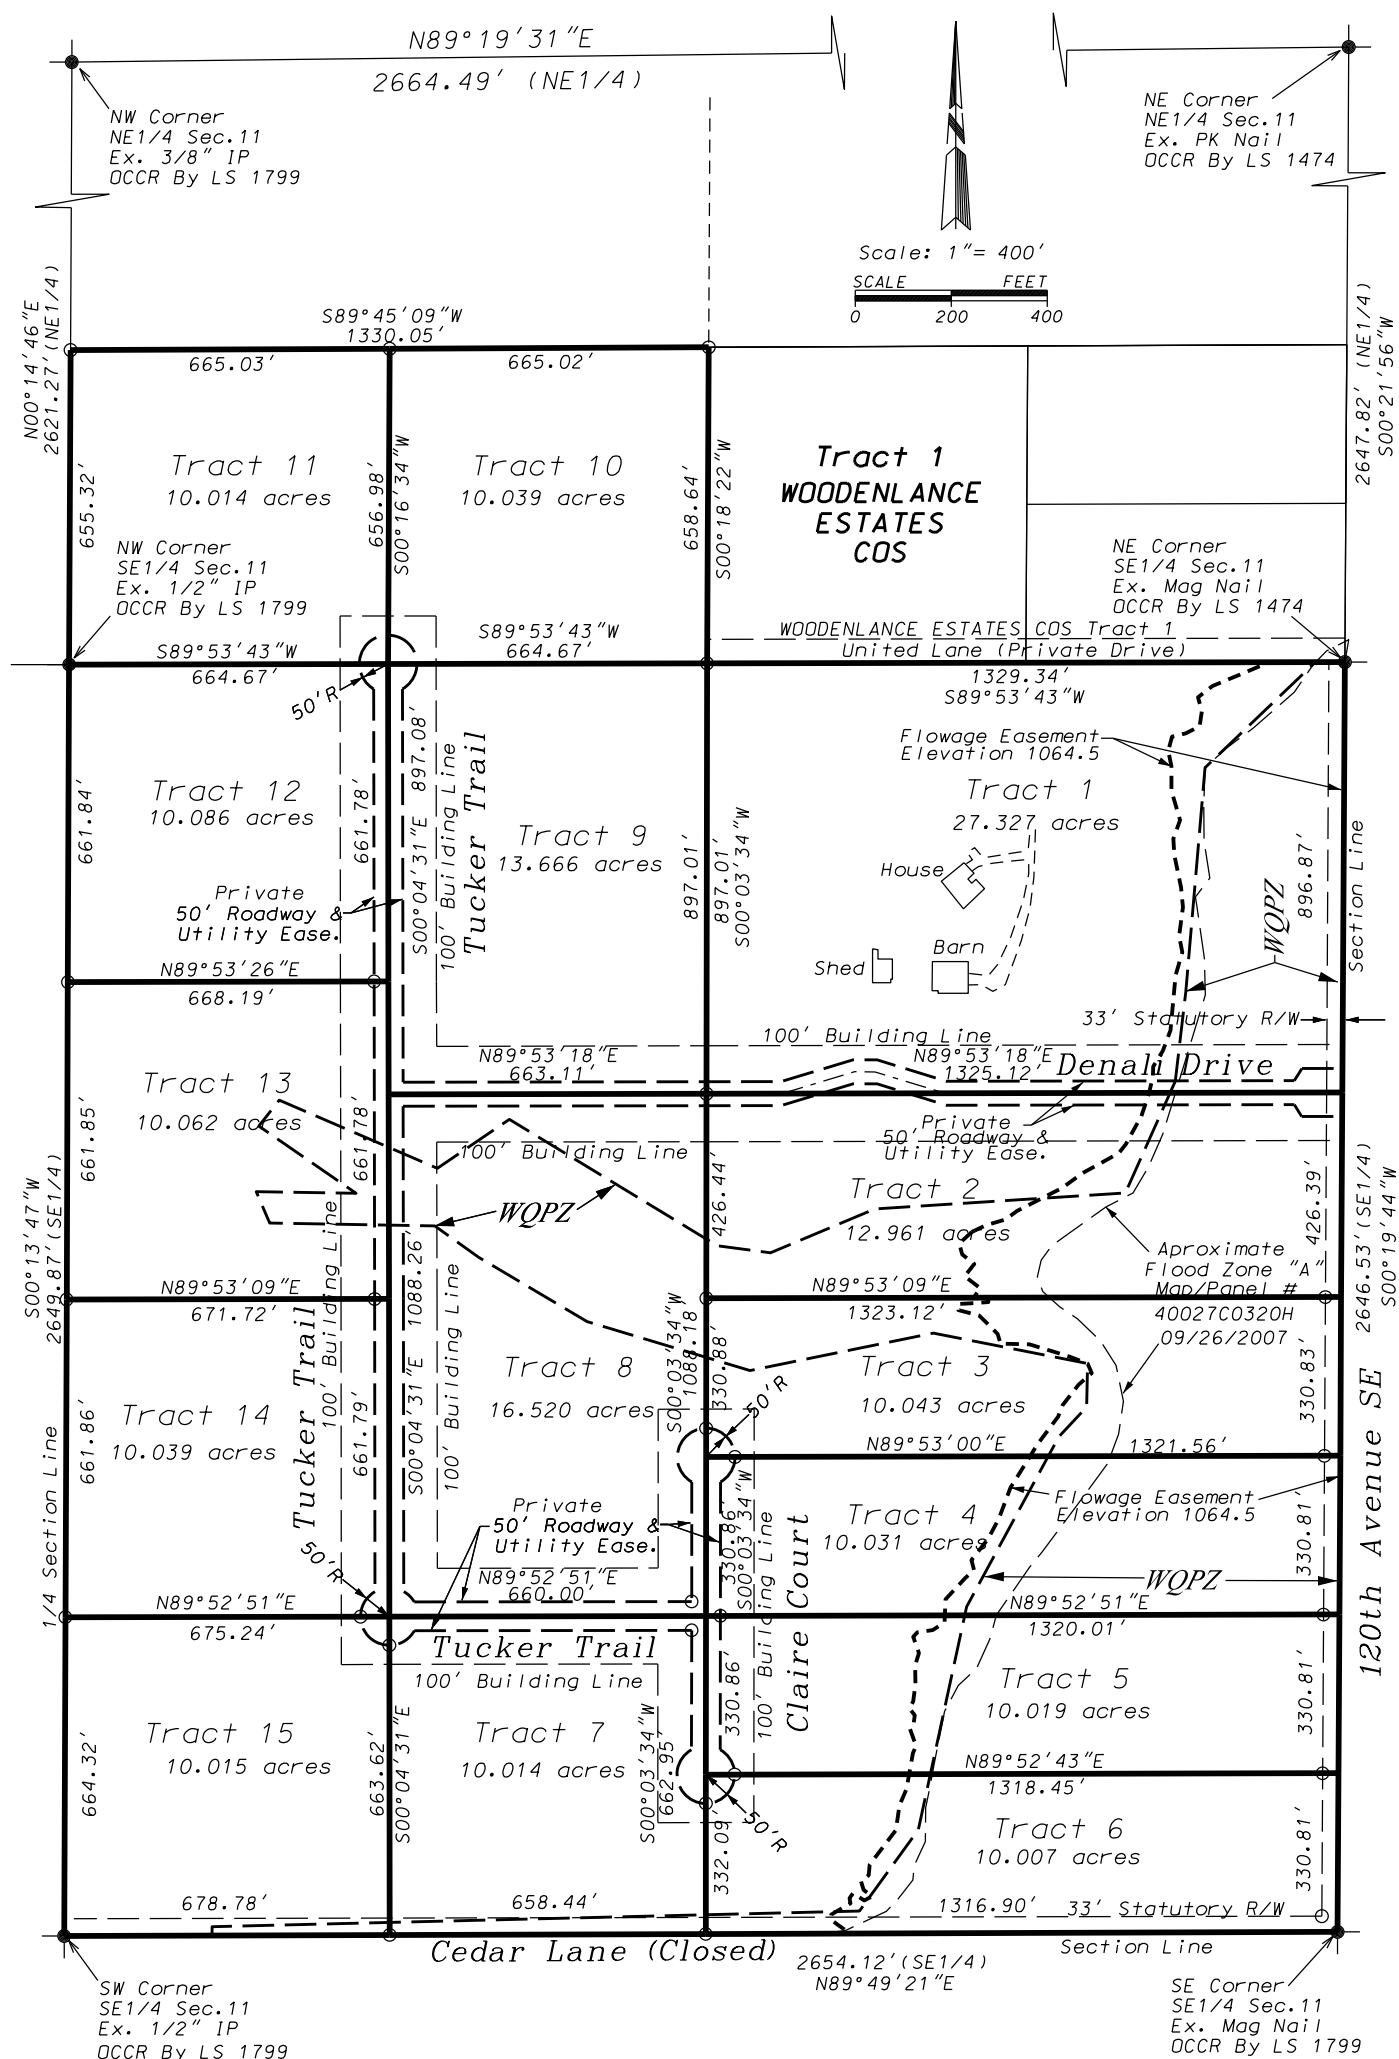 N89°19'31"E
2664.49' (NE1/4)
NW Corner
NE1/4 Sec.11
Ex. 3/8" IP
OCCR By LS 1799
NE Corner
NE1/4 Sec.11
Ex. PK Nail
OCCR By LS 1474
Scale: 1"= 400'
SCALE FEET
0 200 400
N00°14'46"E
2621.27'(NE1/4)
2647.82' (NE1/4)
S00°21'56"W
S89°45'09"W
1330.05'
665.03'
665.02'
Tract 11
10.014 acres
655.32'
656.98'
S00°16'34"W
Tract 10
10.039 acres
658.64'
S00°18'22"W
Tract 1
WOODENLANCE
ESTATES
COS
NW Corner
SE1/4 Sec.11
Ex. 1/2" IP
OCCR By LS 1799
NE Corner
SE1/4 Sec.11
Ex. Mag Nail
OCCR By LS 1474
WOODENLANCE ESTATES COS Tract 1
United Lane (Private Drive)
S89°53'43"W
664.67'
S89°53'43"W
664.67'
1329.34'
S89°53'43"W
50'R
Flowage Easement
Elevation 1064.5
Tract 12
10.086 acres
661.84'
661.78'
S00°04'31"E 897.08'
100' Building Line
Tucker Trail
Tract 9
13.666 acres
897.01'
897.01'
S00°03'34"W
Tract 1
27.327 acres
House
Barn
Shed
WQPZ
896.87'
Section Line
Private
50' Roadway &
Utility Ease.
N89°53'26"E
668.19'
33' Statutory R/W
100' Building Line
N89°53'18"E
663.11'
N89°53'18"E
1325.12'
Denali Drive
Tract 13
10.062 acres
661.85'
661.78'
Private
50' Roadway &
Utility Ease.
100' Building Line
WQPZ
426.44'
Tract 2
12.961 acres
426.39'
S00°13'47"W
2649.87'(SE1/4)
2646.53'(SE1/4)
S00°19'44"W
Aproximate
Flood Zone "A"
Map/Panel #
40027C0320H
09/26/2007
100' Building Line
S00°04'31"E 1088.26'
100' Building Line
N89°53'09"E
671.72'
N89°53'09"E
1323.12'
S00°03'34"W
1088.18'
330.88'
Tucker Trail
Tract 8
16.520 acres
50'R
Tract 3
10.043 acres
330.83'
Tract 14
10.039 acres
661.86'
661.79'
1/4 Section Line
N89°53'00"E
1321.56'
Private
50' Roadway &
Utility Ease.
330.86'
S00°03'34"W
100' Building Line
Claire Court
Tract 4
10.031 acres
Flowage Easement
Elevation 1064.5
330.81'
120th Avenue SE
50'R
N89°52'51"E
660.00'
WQPZ
N89°52'51"E
675.24'
N89°52'51"E
1320.01'
Tucker Trail
100' Building Line
Tract 5
10.019 acres
330.86'
330.81'
Tract 15
10.015 acres
664.32'
663.62'
S00°04'31"E
Tract 7
10.014 acres
S00°03'34"W
662.95'
N89°52'43"E
1318.45'
50'R
Tract 6
10.007 acres
332.09'
330.81'
678.78'
658.44'
1316.90'
33' Statutory R/W
Cedar Lane (Closed)
Section Line
2654.12'(SE1/4)
N89°49'21"E
SW Corner
SE1/4 Sec.11
Ex. 1/2" IP
OCCR By LS 1799
SE Corner
SE1/4 Sec.11
Ex. Mag Nail
OCCR By LS 1799